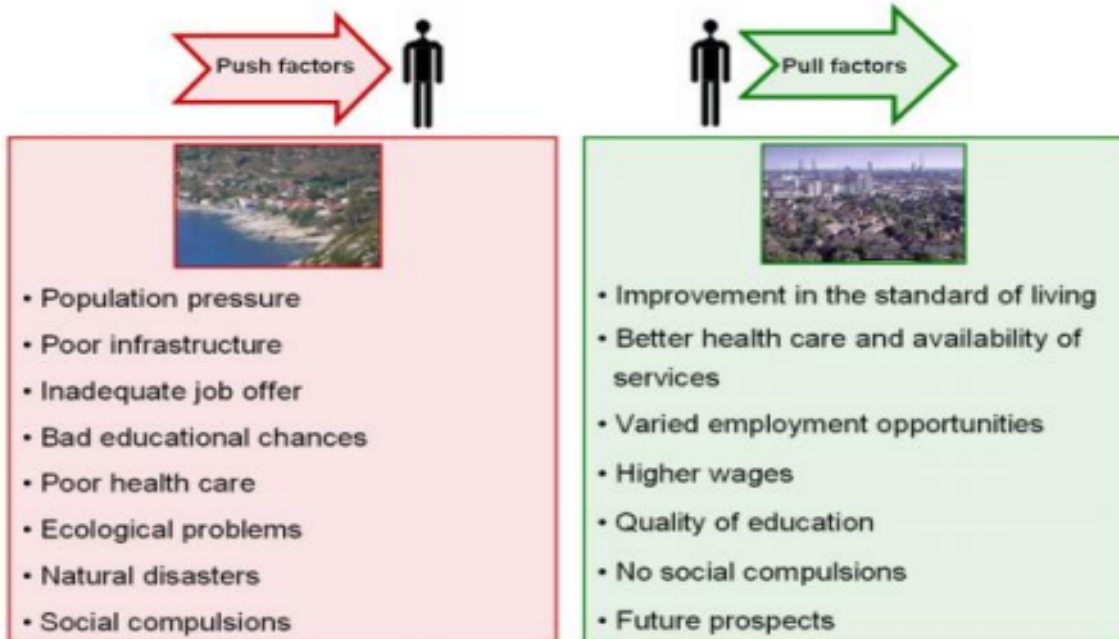 Push factors
Pull factors
• Population pressure
• Poor infrastructure
• Inadequate job offer
• Bad educational chances
• Poor health care
• Ecological problems
• Natural disasters
• Social compulsions
• Improvement in the standard of living
• Better health care and availability of
services
• Varied employment opportunities
• Higher wages
• Quality of education
• No social compulsions
• Future prospects